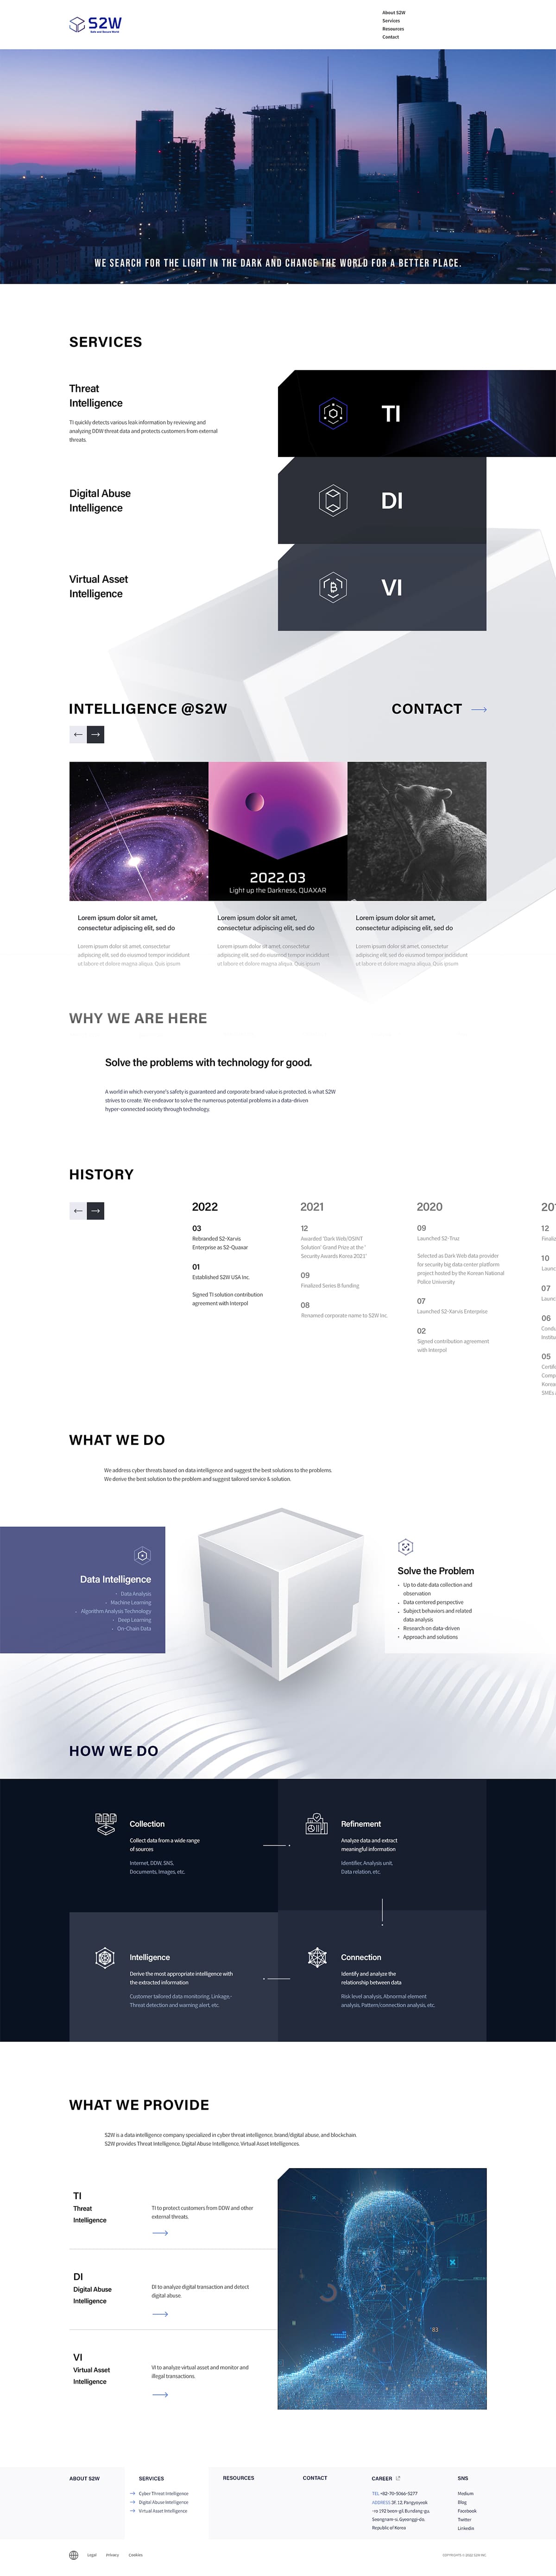 S2W
Safe and Secure World
About S2W
Services
Resources
Contact
WE SEARCH FOR THE LIGHT IN THE DARK AND CHANGE THE WORLD FOR A BETTER PLACE.
SERVICES
Threat
Intelligence
TI quickly detects various leak information by reviewing and
analyzing DDW threat data and protects customers from external
threats.
TI
Digital Abuse
Intelligence
DI
Virtual Asset
Intelligence
VI
INTELLIGENCE @S2W
CONTACT
2022.03
Light up the Darkness, QUAXAR
Lorem ipsum dolor sit amet,
consectetur adipiscing elit, sed do
Lorem ipsum dolor sit amet, consectetur
adipiscing elit, sed do eiusmod tempor incididunt
ut labore et dolore magna aliqua. Quis ipsum
Lorem ipsum dolor sit amet,
consectetur adipiscing elit, sed do
Lorem ipsum dolor sit amet, consectetur
adipiscing elit, sed do eiusmod tempor incididunt
ut labore et dolore magna aliqua. Quis ipsum
Lorem ipsum dolor sit amet,
consectetur adipiscing elit, sed do
Lorem ipsum dolor sit amet, consectetur
adipiscing elit, sed do eiusmod tempor incididunt
ut labore et dolore magna aliqua. Quis ipsum
WHY WE ARE HERE
Solve the problems with technology for good.
A world in which everyone's safety is guaranteed and corporate brand value is protected, is what S2W
strives to create. We endeavor to solve the numerous potential problems in a data-driven
hyper-connected society through technology.
HISTORY
2022
03
Rebranded S2-Xarvis
Enterprise as S2-Quaxar
01
Established S2W USA Inc.
Signed TI solution contribution
agreement with Interpol
2021
12
Awarded 'Dark Web/OSINT
Solution' Grand Prize at the "
Security Awards Korea 2021"
09
Finalized Series B funding
08
Renamed corporate name to S2W Inc.
2020
09
Launched S2-Truz
Selected as Dark Web data provider
for security big data center platform
project hosted by the Korean National
Police University
07
Launched S2-Xarvis Enterprise
02
Signed contribution agreement
with Interpol
201
12
Finaliz
10
Launc
07
Launc
06
Condu
Institu
05
Certifi
Comp
Korea
SMEs
WHAT WE DO
We address cyber threats based on data intelligence and suggest the best solutions to the problems.
We derive the best solution to the problem and suggest tailored service & solution.
Data Intelligence
- Data Analysis
- Machine Learning
- Algorithm Analysis Technology
- Deep Learning
- On-Chain Data
Solve the Problem
• Up to date data collection and
observation
• Data centered perspective
• Subject behaviors and related
data analysis
• Research on data-driven
• Approach and solutions
HOW WE DO
Collection
Collect data from a wide range
of sources
Internet, DDW, SNS,
Documents, Images, etc.
Refinement
Analyze data and extract
meaningful information
Identifier, Analysis unit,
Data relation, etc.
Intelligence
Derive the most appropriate intelligence with
the extracted information
Customer tailored data monitoring, Linkage-
Threat detection and warning alert, etc.
Connection
Identify and analyze the
relationship between data
Risk level analysis, Abnormal element
analysis, Pattern/connection analysis, etc.
WHAT WE PROVIDE
S2W is a data intelligence company specialized in cyber threat intelligence, brand/digital abuse, and blockchain.
S2W provides Threat Intelligence, Digital Abuse Intelligence, Virtual Asset Intelligences.
TI
Threat
Intelligence
TI to protect customers from DDW and other
external threats.
DI
Digital Abuse
Intelligence
DI to analyze digital transaction and detect
digital abuse.
VI
Virtual Asset
Intelligence
VI to analyze virtual asset and monitor and
illegal transactions.
178.4
83
ABOUT S2W
SERVICES
Cyber Threat Intelligence
Digital Abuse Intelligence
Virtual Asset Intelligence
RESOURCES
CONTACT
CAREER
TEL +82-70-5066-5277
ADDRESS 3F, 12, Pangyoyeok
-ro 192 beon-gil, Bundang-gu,
Seongnam-si, Gyeonggi-do,
Republic of Korea
SNS
Medium
Blog
Facebook
Twitter
Linkedin
Legal
Privacy
Cookies